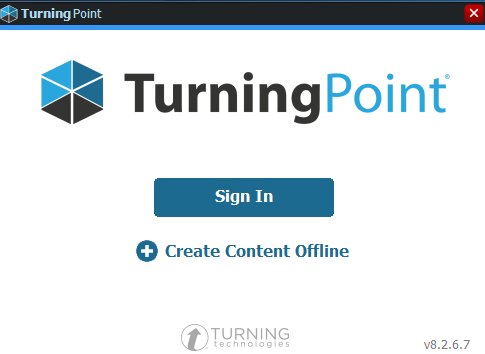 TurningPoint
TurningPoint®
Sign In
Create Content Offline
TURNING
technologies
v8.2.6.7